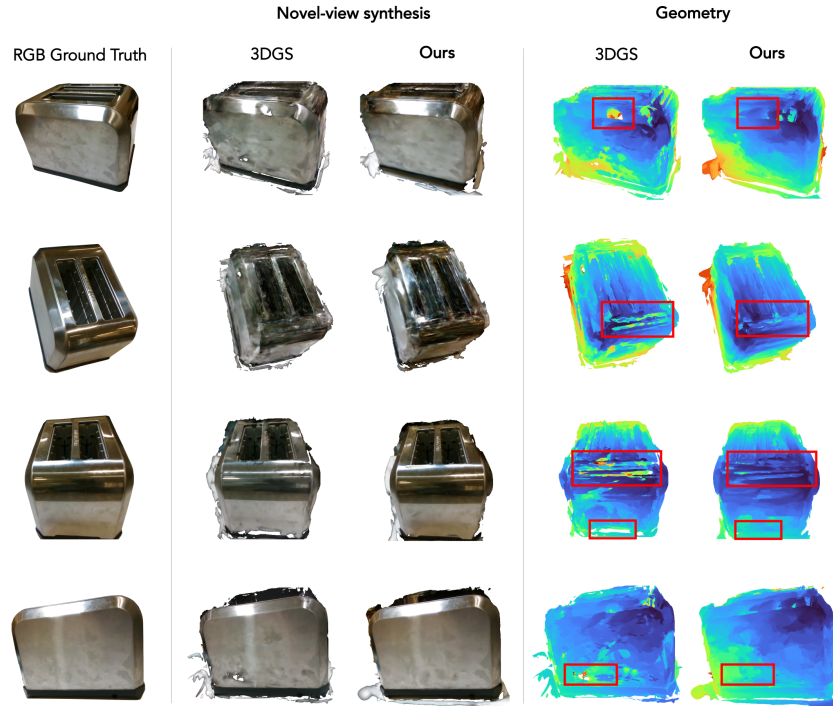 Novel-view synthesis
Geometry
RGB Ground Truth
3DGS
Ours
3DGS
Ours